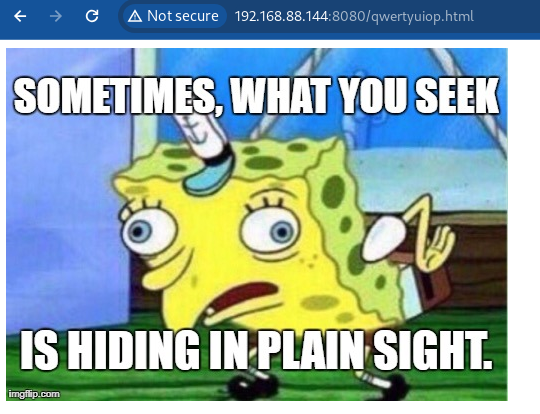 Not secure 192.168.88.144:8080/qwertyuiop.html
SOMETIMES, WHAT YOU SEEK
IS HIDING IN PLAIN SIGHT.
imgflip.com